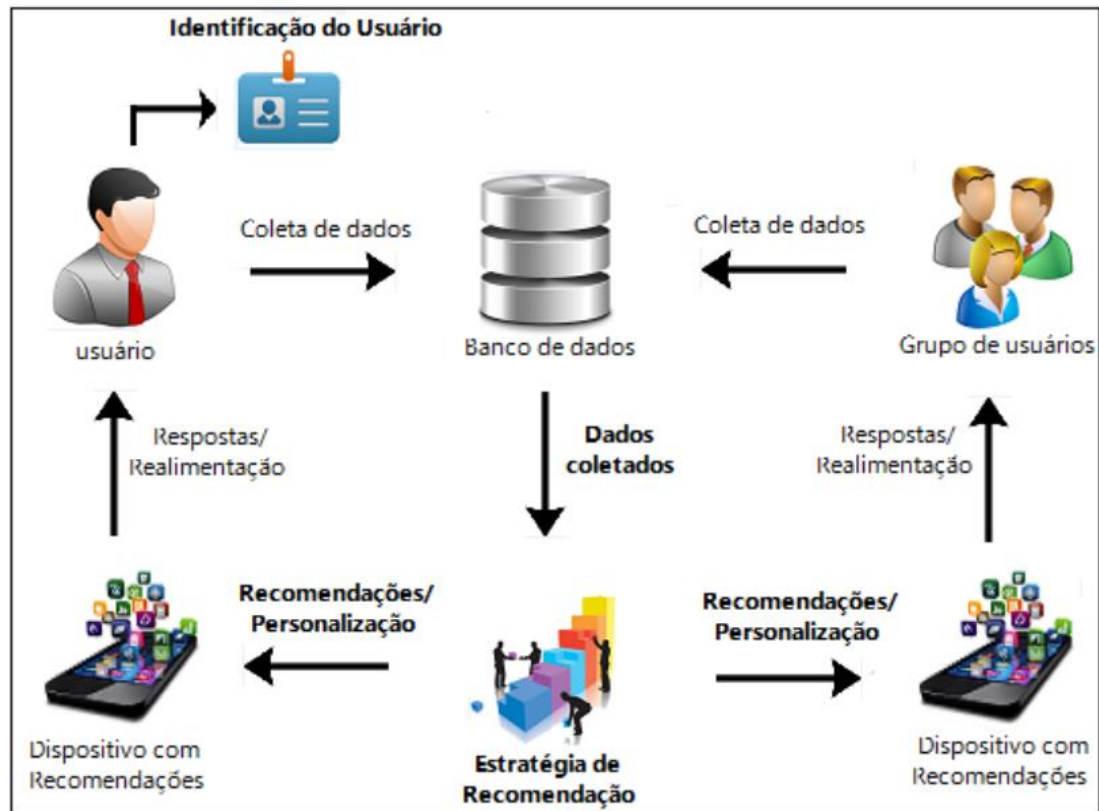 Identificação do Usuário
Coleta de dados
Coleta de dados
usuário
Banco de dados
Grupo de usuários
Respostas/
Realimentação
Dados
coletados
Respostas/
Realimentação
Recomendações/
Personalização
Recomendações/
Personalização
Dispositivo com
Recomendações
Estratégia de
Recomendação
Dispositivo com
Recomendações